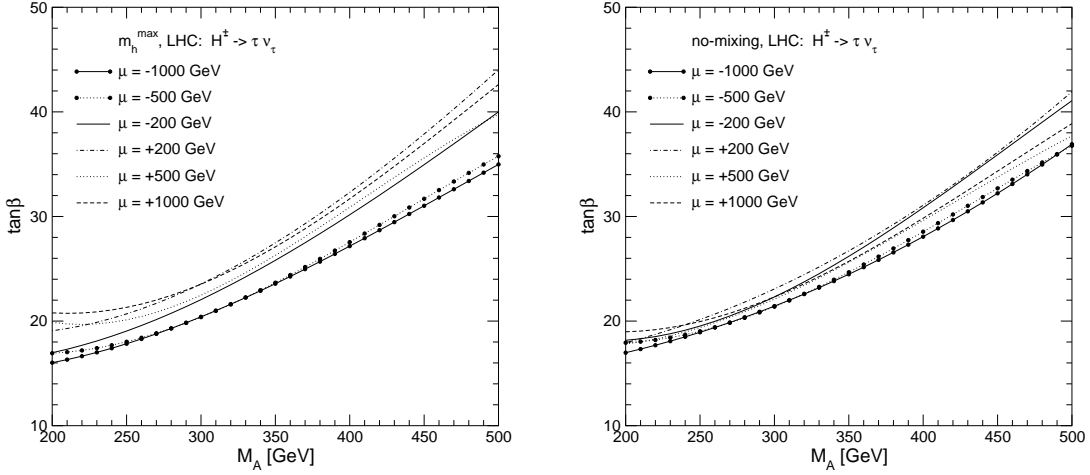 50
m_h^max, LHC: H^± -> τ ν_τ
μ = -1000 GeV
μ = -500 GeV
μ = -200 GeV
μ = +200 GeV
μ = +500 GeV
μ = +1000 GeV
40
30
20
10
tanβ
200 250 300 350 400 450 500
M_A [GeV]
50
no-mixing, LHC: H^± -> τ ν_τ
μ = -1000 GeV
μ = -500 GeV
μ = -200 GeV
μ = +200 GeV
μ = +500 GeV
μ = +1000 GeV
40
30
20
10
tanβ
200 250 300 350 400 450 500
M_A [GeV]